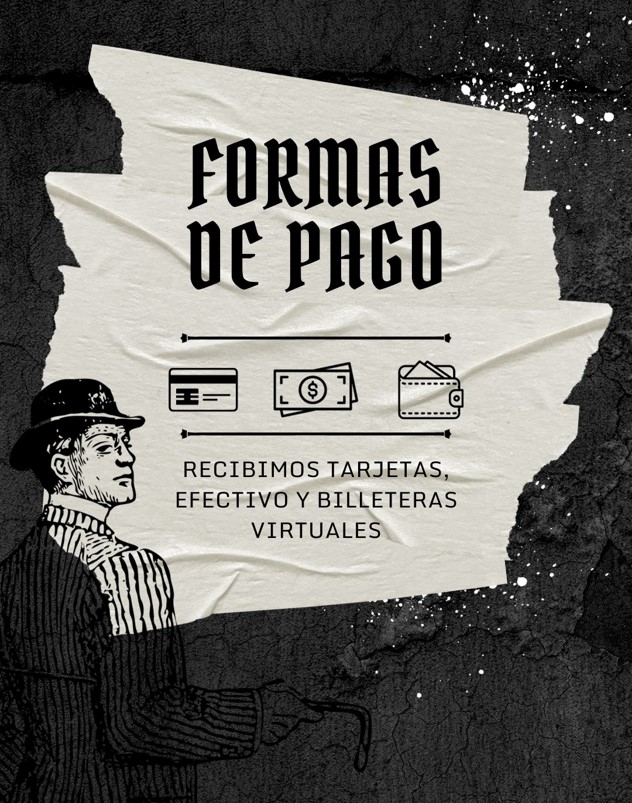 FORMAS
DE PAGO
$
RECIBIMOS TARJETAS,
EFECTIVO Y BILLETERAS
VIRTUALES